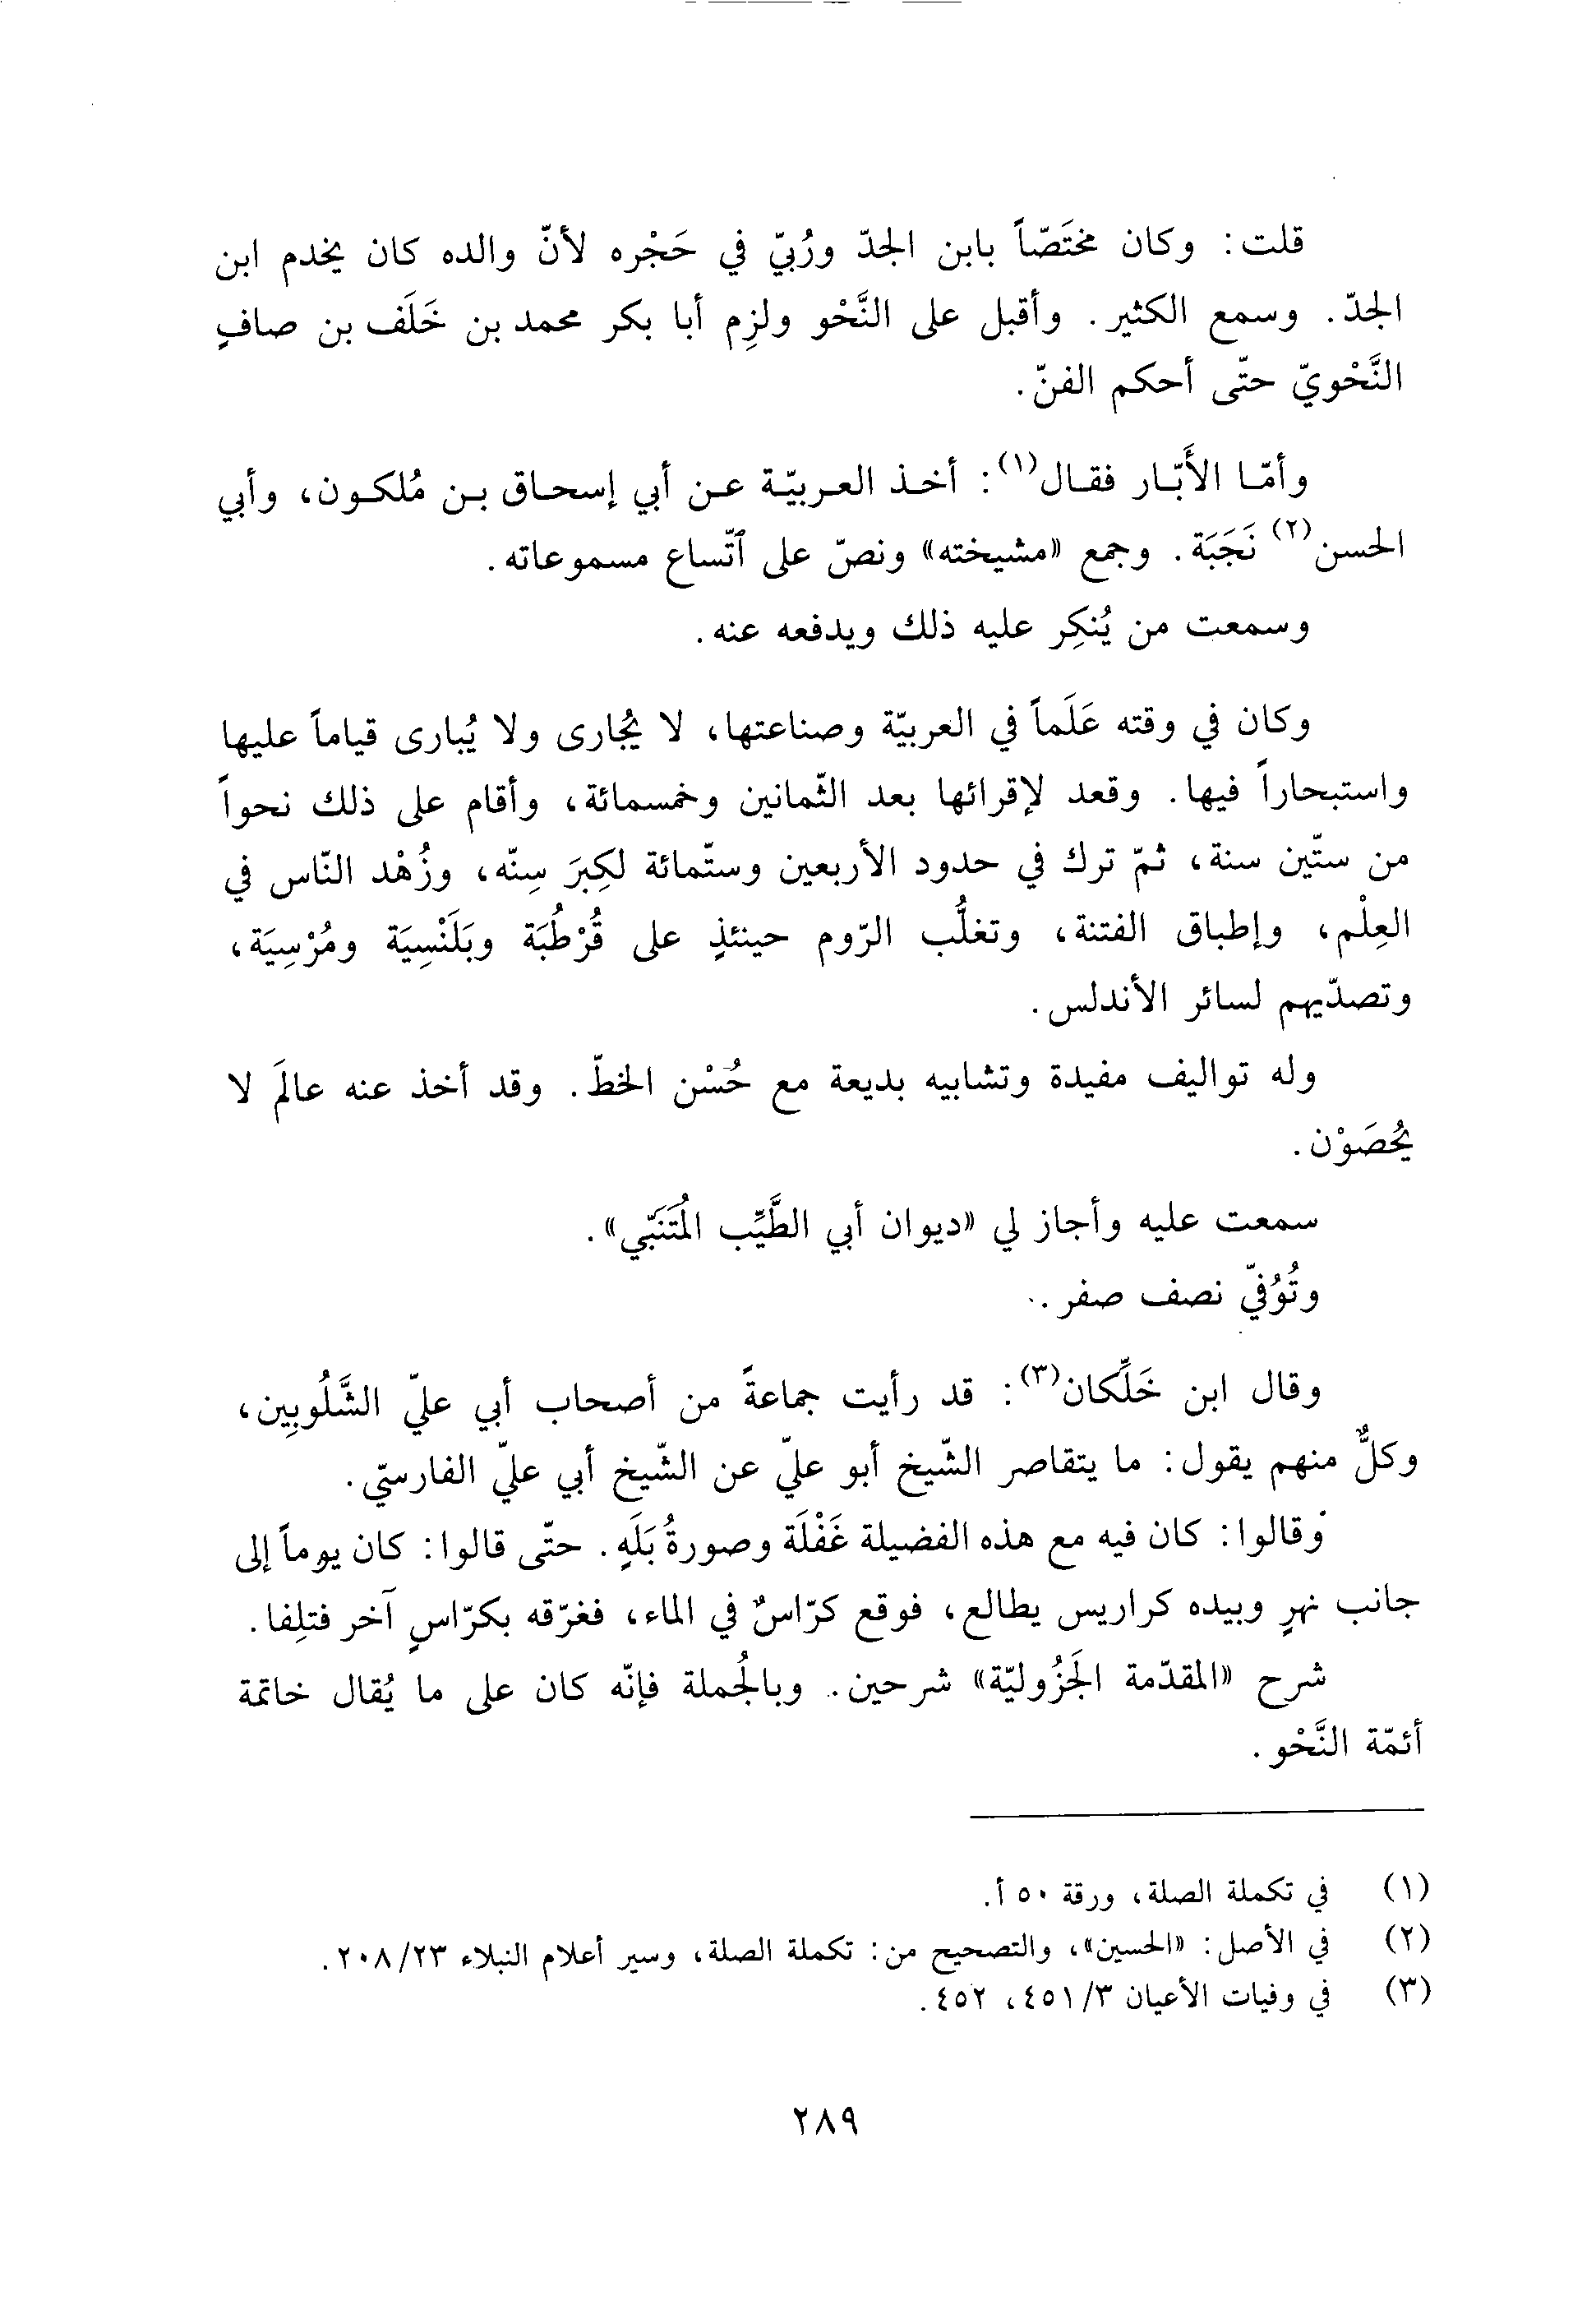 قلت: وكان مختَصّاً بابن الجدّ ورُبيّ في حَجْره لأنّ والده كان يخدم ابن
الجدّ. وسمع الكثير. وأقبل على النَّحْو ولزِم أبا بكر محمد بن خَلَف بن صافٍ
النَّحْويّ حتّى أحكم الفنّ.
وأمّا الأَبّار فقال(١): أخذ العربيّة عن أبي إسحاق بن مُلكون، وأبي
الحسن(٢) نَجَبَة. وجمع «مشيخته» ونصّ على ٱتّساع مسموعاته.
وسمعت من يُنكِر عليه ذلك ويدفعه عنه.
وكان في وقته عَلَماً في العربيّة وصناعتها، لا يُجارى ولا يُبارى قياماً عليها
واستبحاراً فيها. وقعد لإقرائها بعد الثّمانين وخمسمائة، وأقام على ذلك نحواً
من ستّين سنة، ثمّ ترك في حدود الأربعين وستّمائة لكِبَر سِنّه، وزُهْد النّاس في
العِلْم، وإطباق الفتنة، وتغلُّب الرّوم حينئذٍ على قُرْطُبَة وبَلَنْسِيَة ومُرْسِيَة،
وتصدّيهم لسائر الأندلس.
وله تواليف مفيدة وتشابيه بديعة مع حُسْن الخطّ. وقد أخذ عنه عالَم لا
يُحصَوْن.
سمعت عليه وأجاز لي «ديوان أبي الطَّيِّب المُتَنَبّي».
وتُوُفيّ نصف صفر.
وقال ابن خَلِّكان(٣): قد رأيت جماعةً من أصحاب أبي عليّ الشَّلُوبِين،
وكلٌّ منهم يقول: ما يتقاصر الشّيخ أبو عليّ عن الشّيخ أبي عليّ الفارسيّ.
وقالوا: كان فيه مع هذه الفضيلة غَفْلَة وصورةُ بَلَهٍ. حتّى قالوا: كان يوماً إلى
جانب نهرٍ وبيده كراريس يطالع، فوقع كرّاسٌ في الماء، فغرّقه بكرّاسٍ آخر فتلِفا.
شرح «المقدّمة الجَزُوليّة» شرحين. وبالجُملة فإنّه كان على ما يُقال خاتمة
أئمّة النَّحْو.
(١) في تكملة الصلة، ورقة ٥٠ أ.
(٢) في الأصل: «الحسين»، والتصحيح من: تكملة الصلة، وسير أعلام النبلاء ٢٠٨/٢٣.
(٣) في وفيات الأعيان ٤٥١/٣، ٤٥٢.
٢٨٩